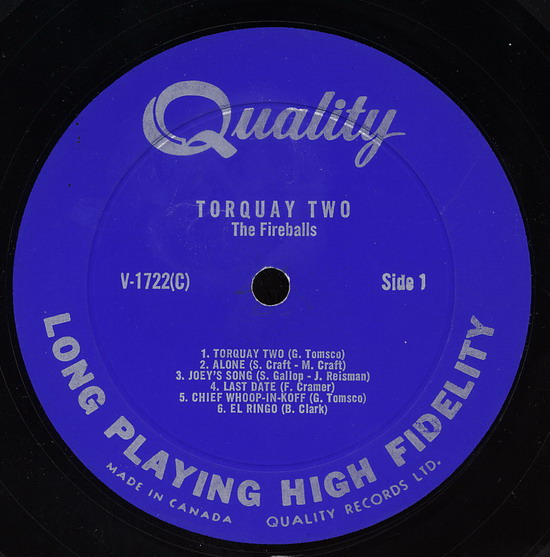 Quality
TORQUAY TWO
The Fireballs
V-1722(C)
Side 1
1. TORQUAY TWO (G. Tomsco)
2. ALONE (S. Craft - M. Craft)
3. JOEY'S SONG (S. Gallop - J. Reisman)
4. LAST DATE (F. Cramer)
5. CHIEF WHOOP-IN-KOFF (G. Tomsco)
6. EL RINGO (B. Clark)
LONG PLAYING HIGH FIDELITY
MADE IN CANADA
QUALITY RECORDS LTD.